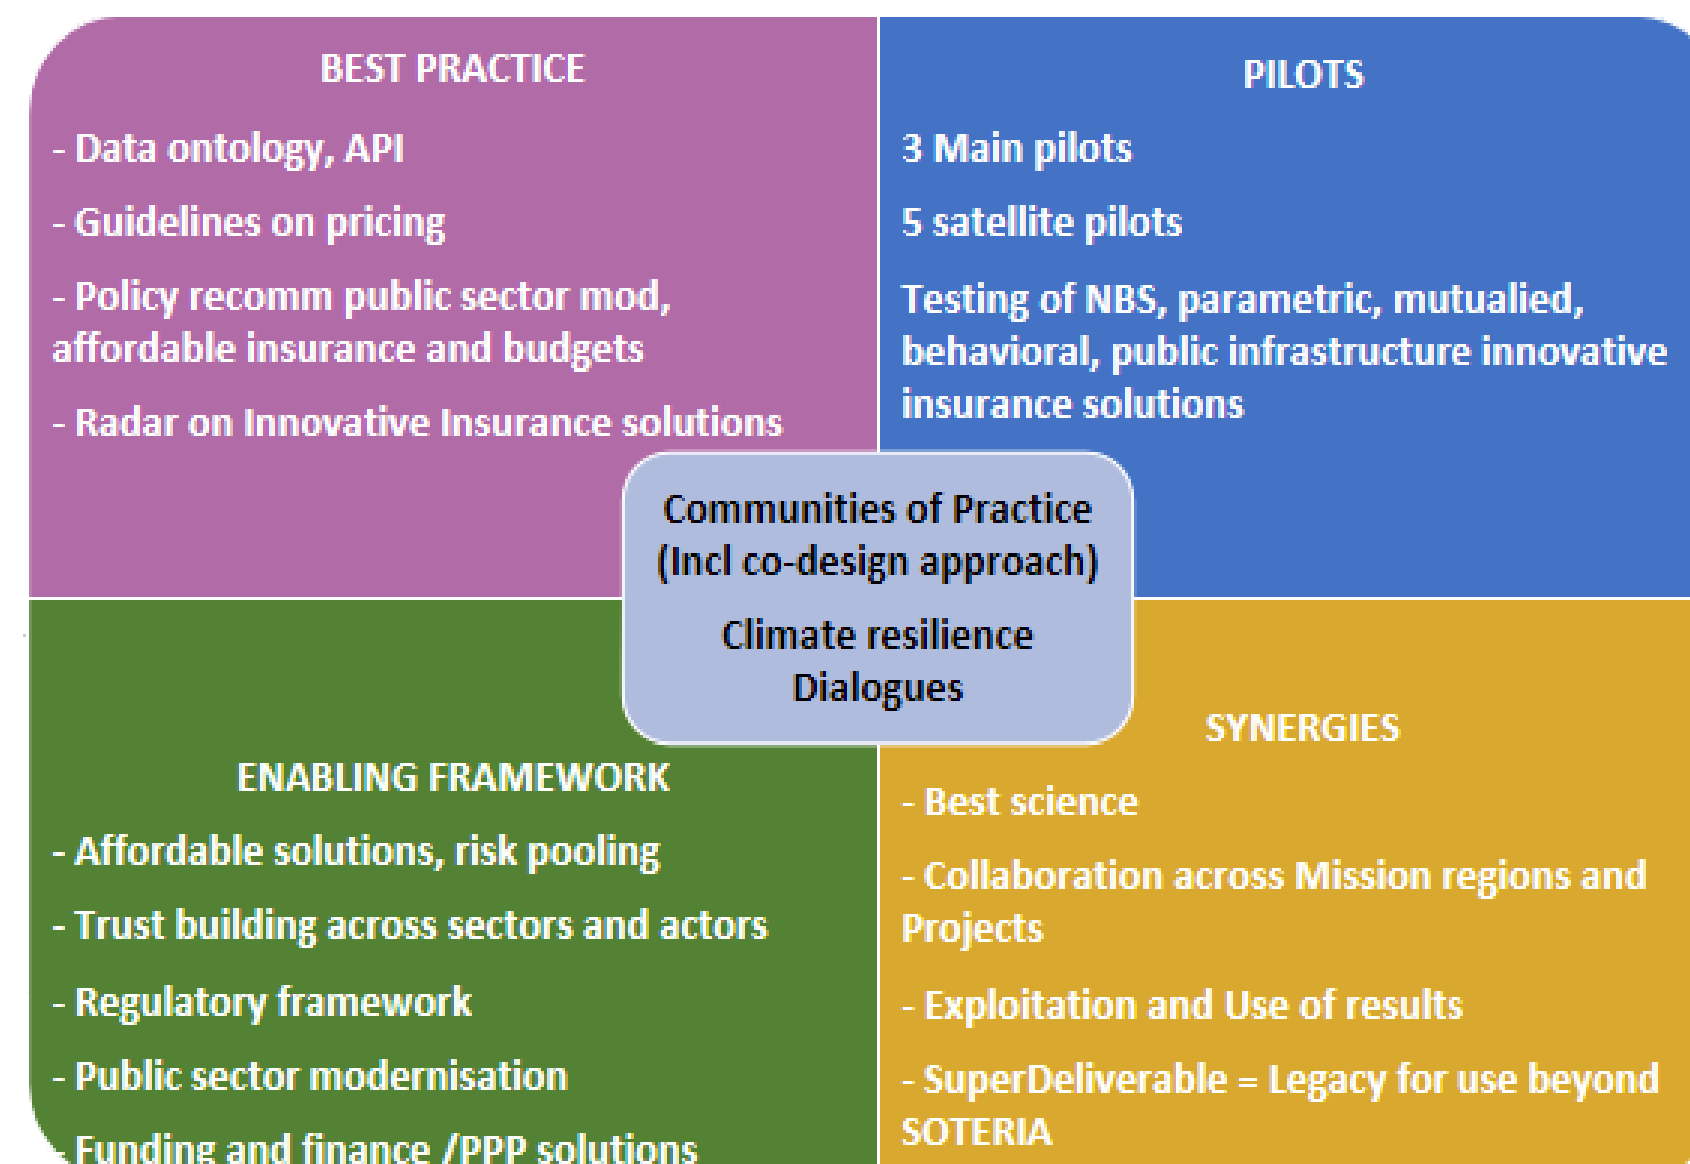 BEST PRACTICE
- Data ontology, API
- Guidelines on pricing
- Policy recomm public sector mod,
affordable insurance and budgets
- Radar on Innovative Insurance solutions
PILOTS
3 Main pilots
5 satellite pilots
Testing of NBS, parametric, mutualied,
behavioral, public infrastructure innovative
insurance solutions
Communities of Practice
(Incl co-design approach)
Climate resilience
Dialogues
ENABLING FRAMEWORK
- Affordable solutions, risk pooling
- Trust building across sectors and actors
- Regulatory framework
- Public sector modernisation
- Funding and finance /PPP solutions
SYNERGIES
- Best science
- Collaboration across Mission regions and
Projects
- Exploitation and Use of results
- SuperDeliverable = Legacy for use beyond
SOTERIA